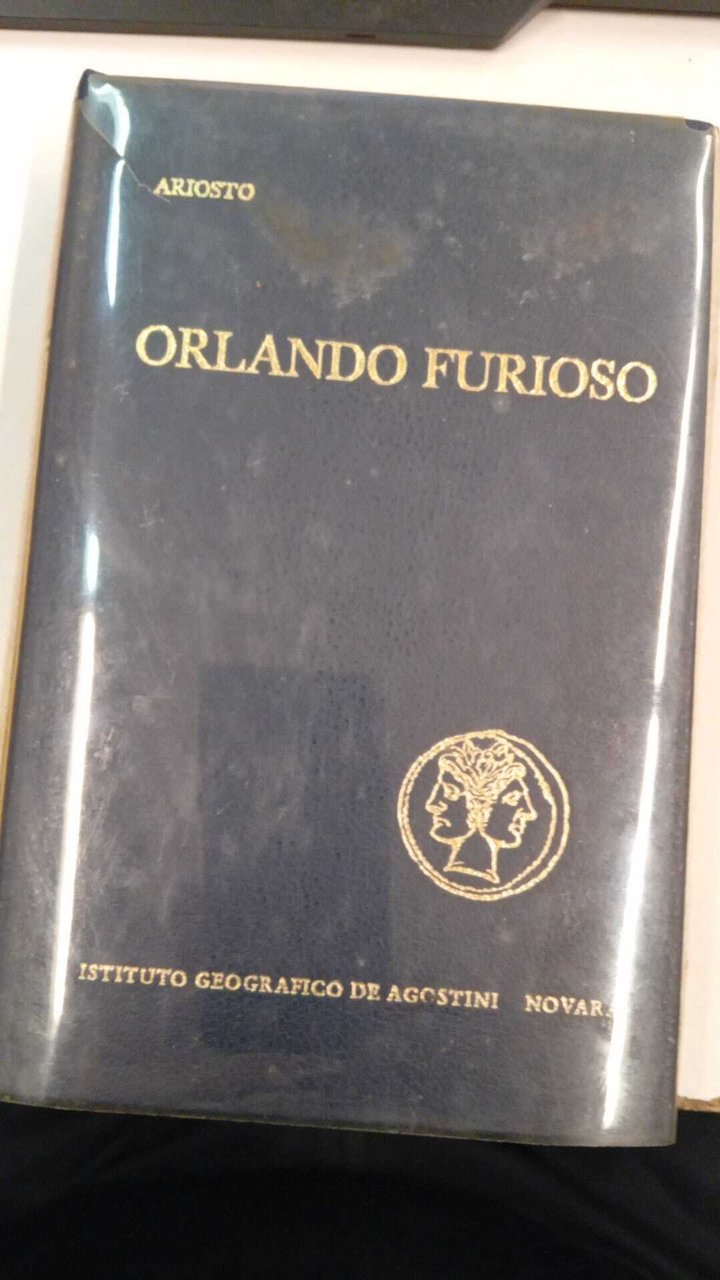 ARIOSTO
ORLANDO FURIOSO
ISTITUTO GEOGRAFICO DE AGOSTINI NOVARA